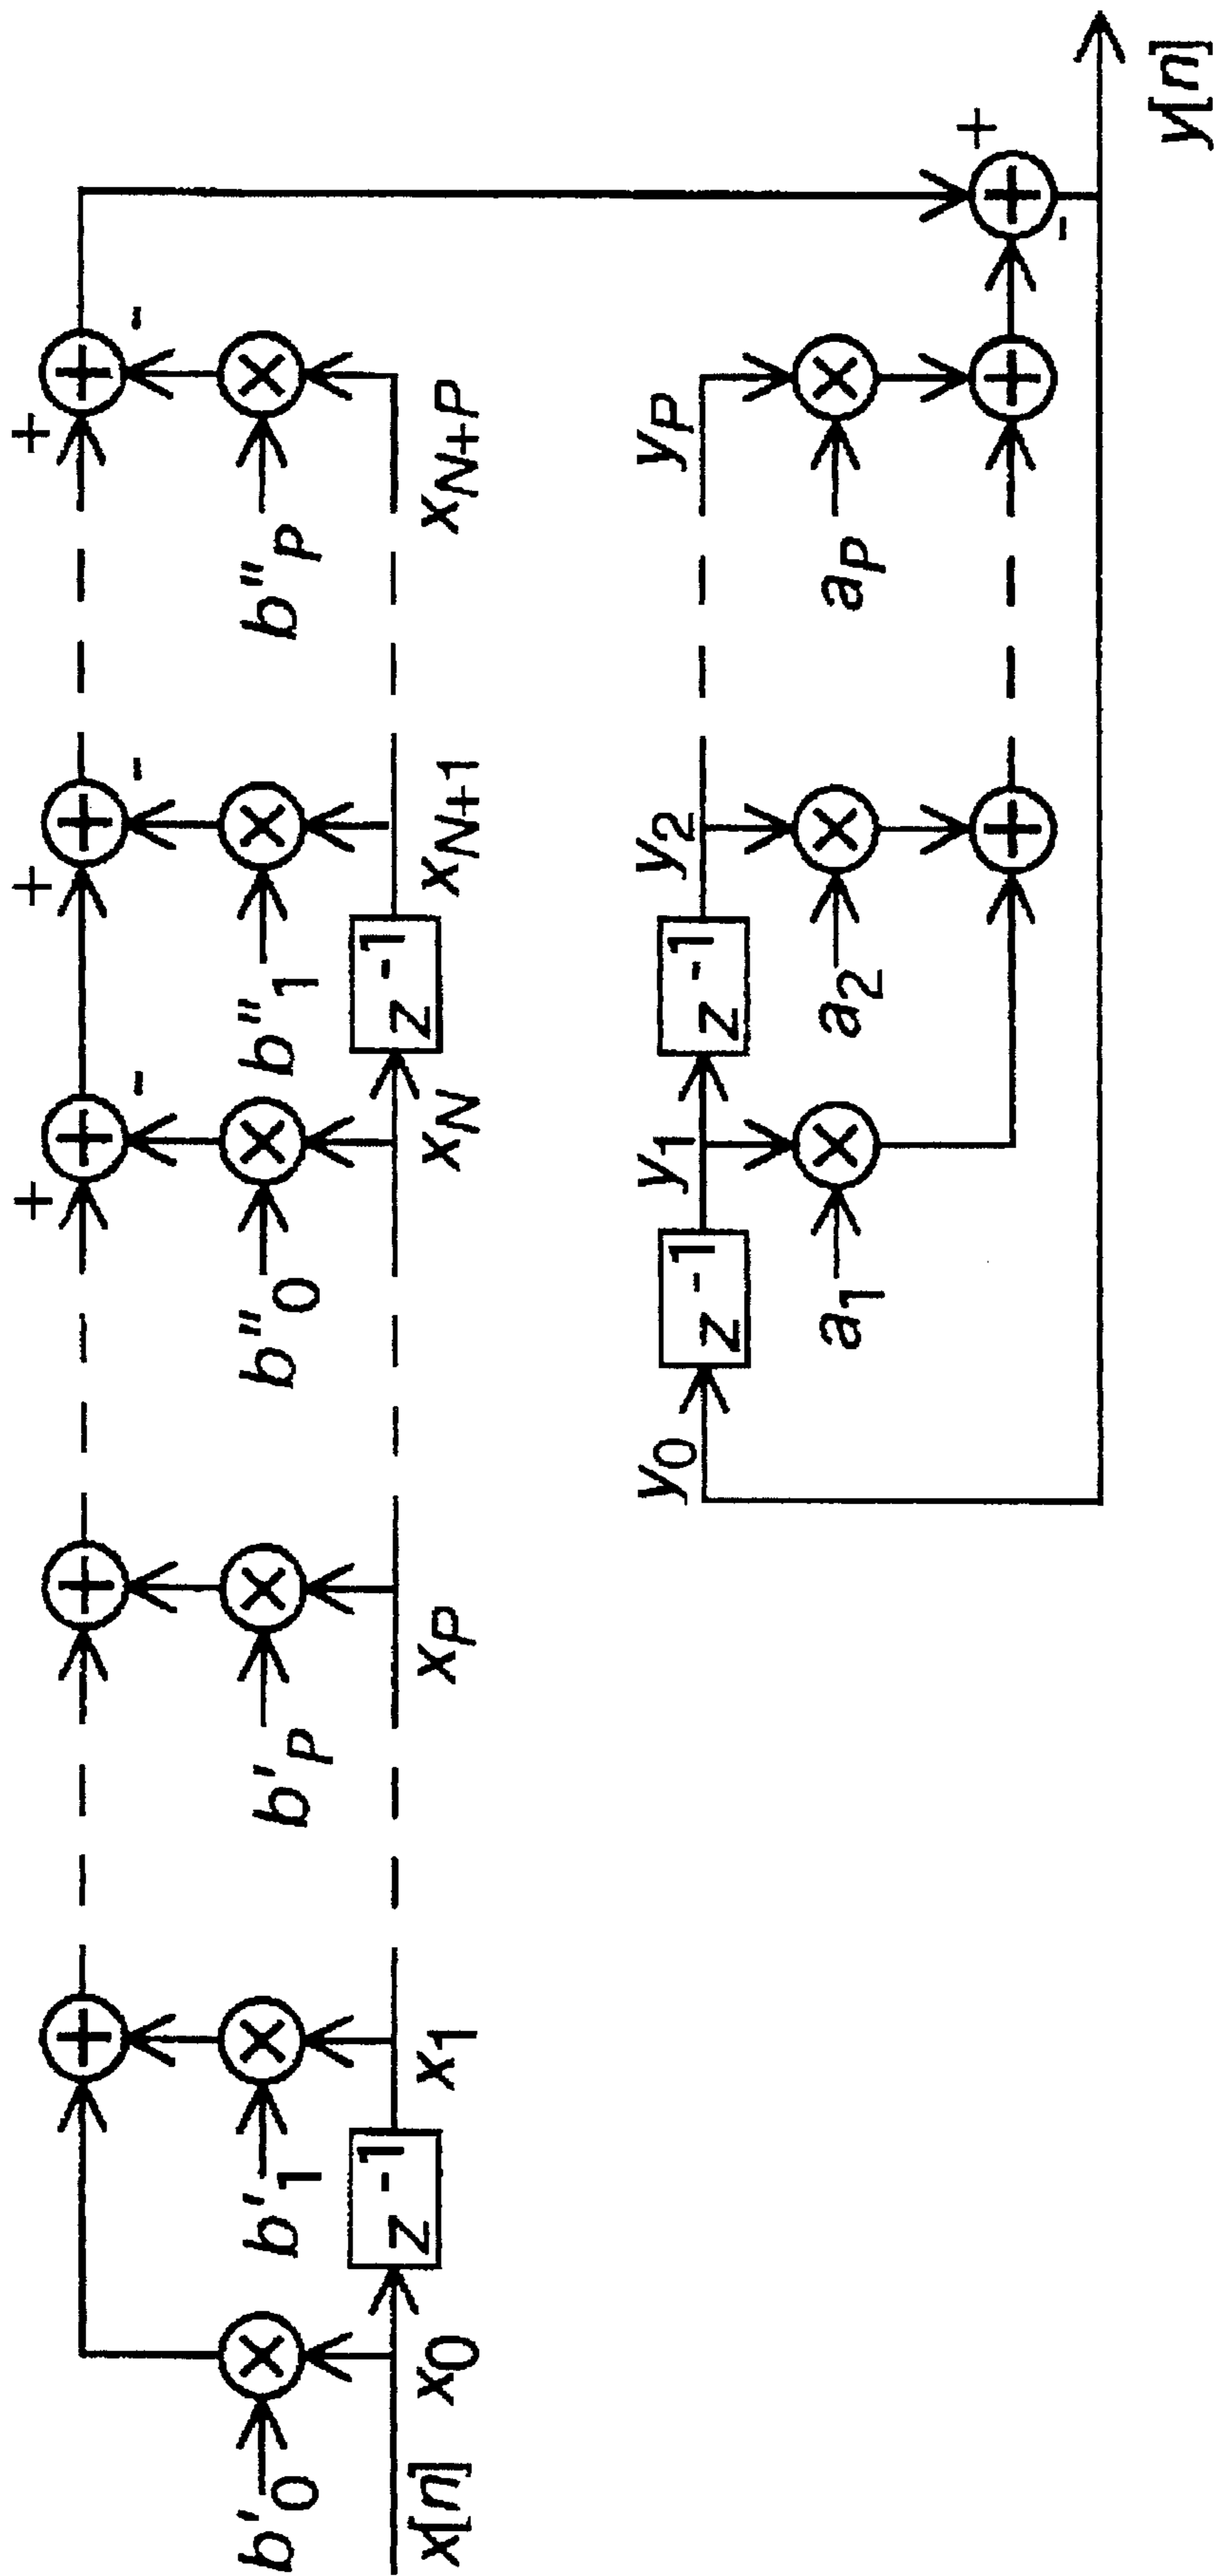 + + +
- - -
b'₀ b'₁ b'P b''₀ b''₁ b''P
z⁻¹ z⁻¹
x[n] x₀ x₁ xP xN xN+1 xN+P
y₀ y₁ y₂ yP
z⁻¹ z⁻¹
a₁ a₂ aP
+
-
y[n]